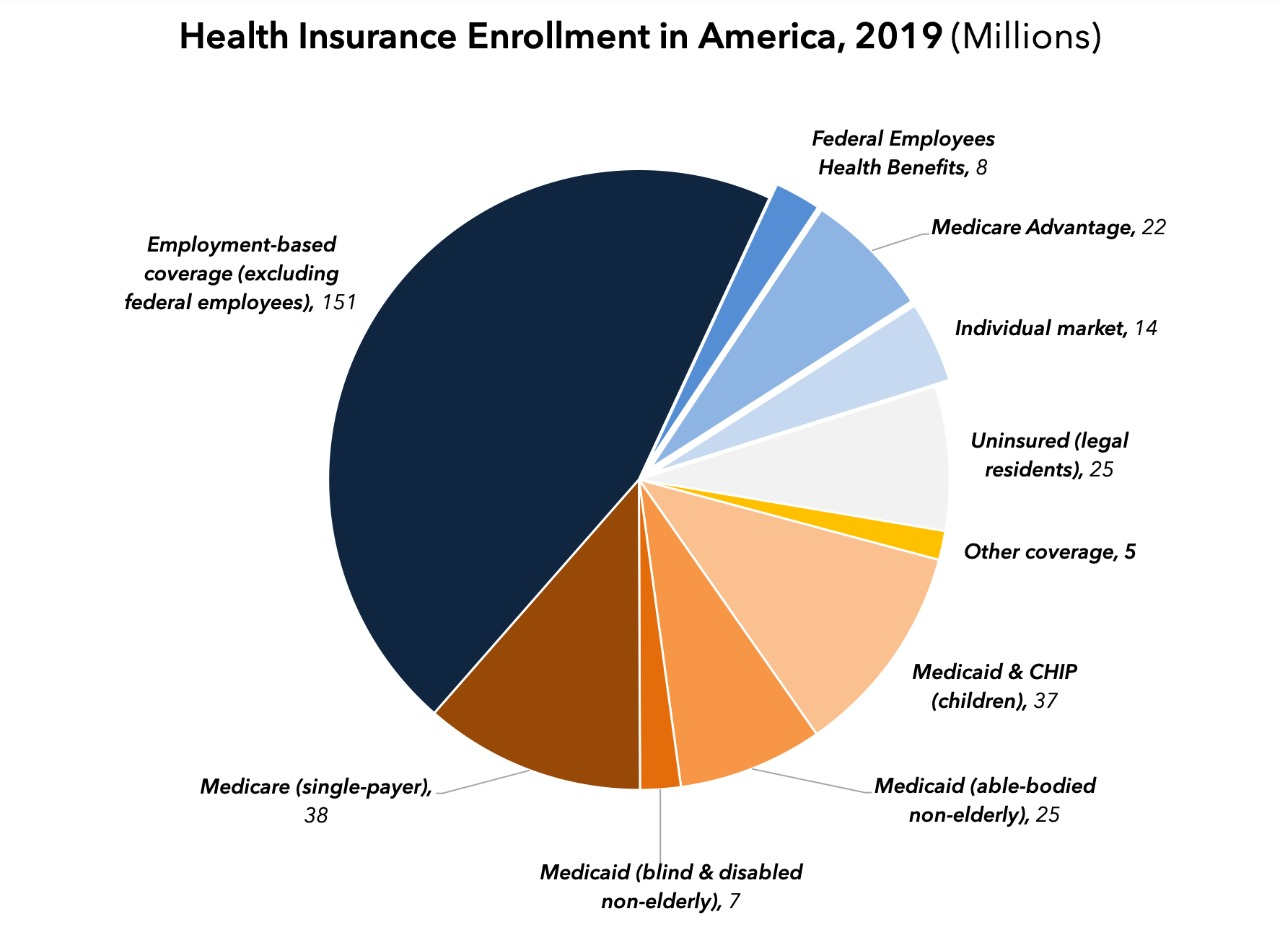 Health Insurance Enrollment in America, 2019 (Millions)
Federal Employees
Health Benefits, 8
Medicare Advantage, 22
Employment-based
coverage (excluding
federal employees), 151
Individual market, 14
Uninsured (legal
residents), 25
Other coverage, 5
Medicaid & CHIP
(children), 37
Medicare (single-payer),
38
Medicaid (able-bodied
non-elderly), 25
Medicaid (blind & disabled
non-elderly), 7